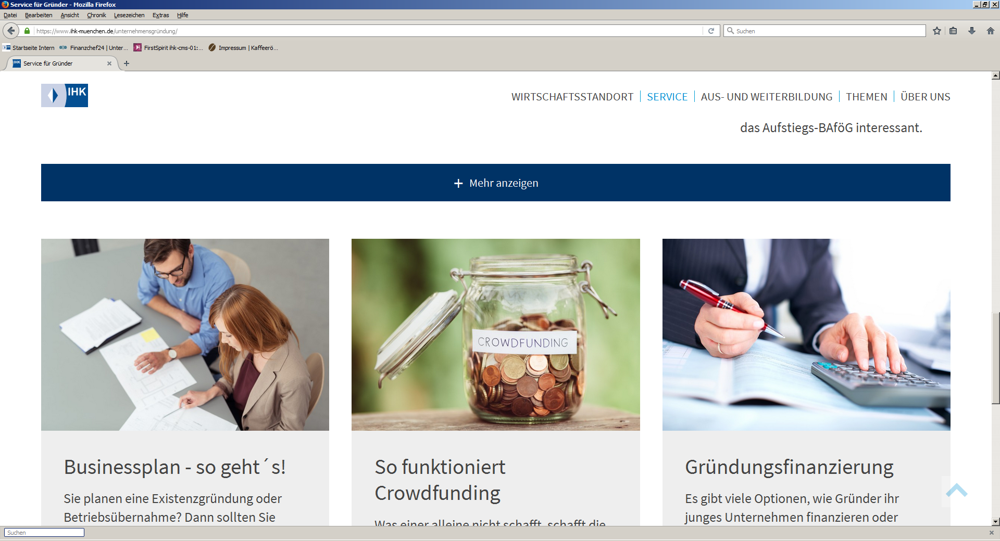 Service für Gründer - Mozilla Firefox
Datei Bearbeiten Ansicht Chronik Lesezeichen Extras Hilfe
https://www.ihk-muenchen.de/unternehmensgründung/
Suchen
Startseite Intern Finanzchef24 | Unter... FirstSpirit ihk-cms-01:... Impressum | Kaffeerö...
IHK Service für Gründer
IHK
WIRTSCHAFTSSTANDORT SERVICE AUS- UND WEITERBILDUNG THEMEN ÜBER UNS
das Aufstiegs-BAföG interessant.
+ Mehr anzeigen
CROWDFUNDING
Businessplan - so geht´s!
Sie planen eine Existenzgründung oder
Betriebsübernahme? Dann sollten Sie
So funktioniert
Crowdfunding
Was einer alleine nicht schafft, schafft die
Gründungsfinanzierung
Es gibt viele Optionen, wie Gründer ihr
junges Unternehmen finanzieren oder
Suchen